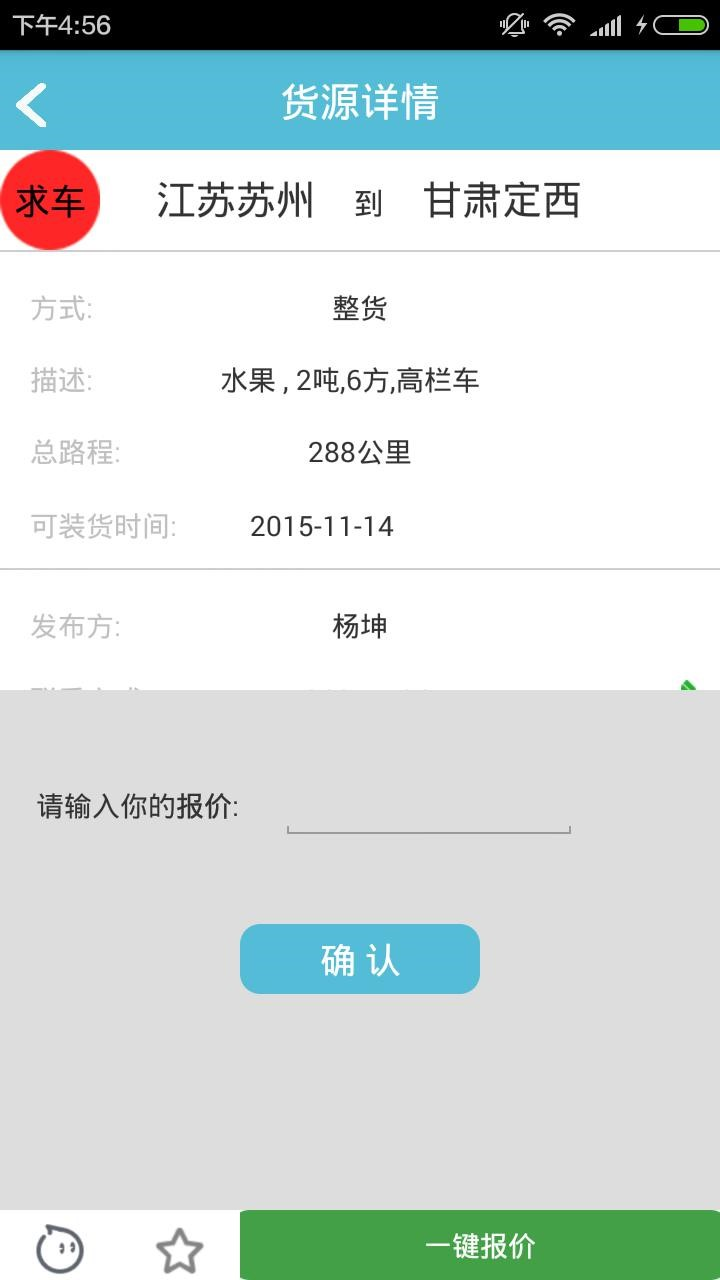 下午4:56
货源详情
求车 江苏苏州 到 甘肃定西
方式: 整货
描述: 水果 , 2吨,6方,高栏车
总路程: 288公里
可装货时间: 2015-11-14
发布方: 杨坤
请输入你的报价:
确 认
一键报价